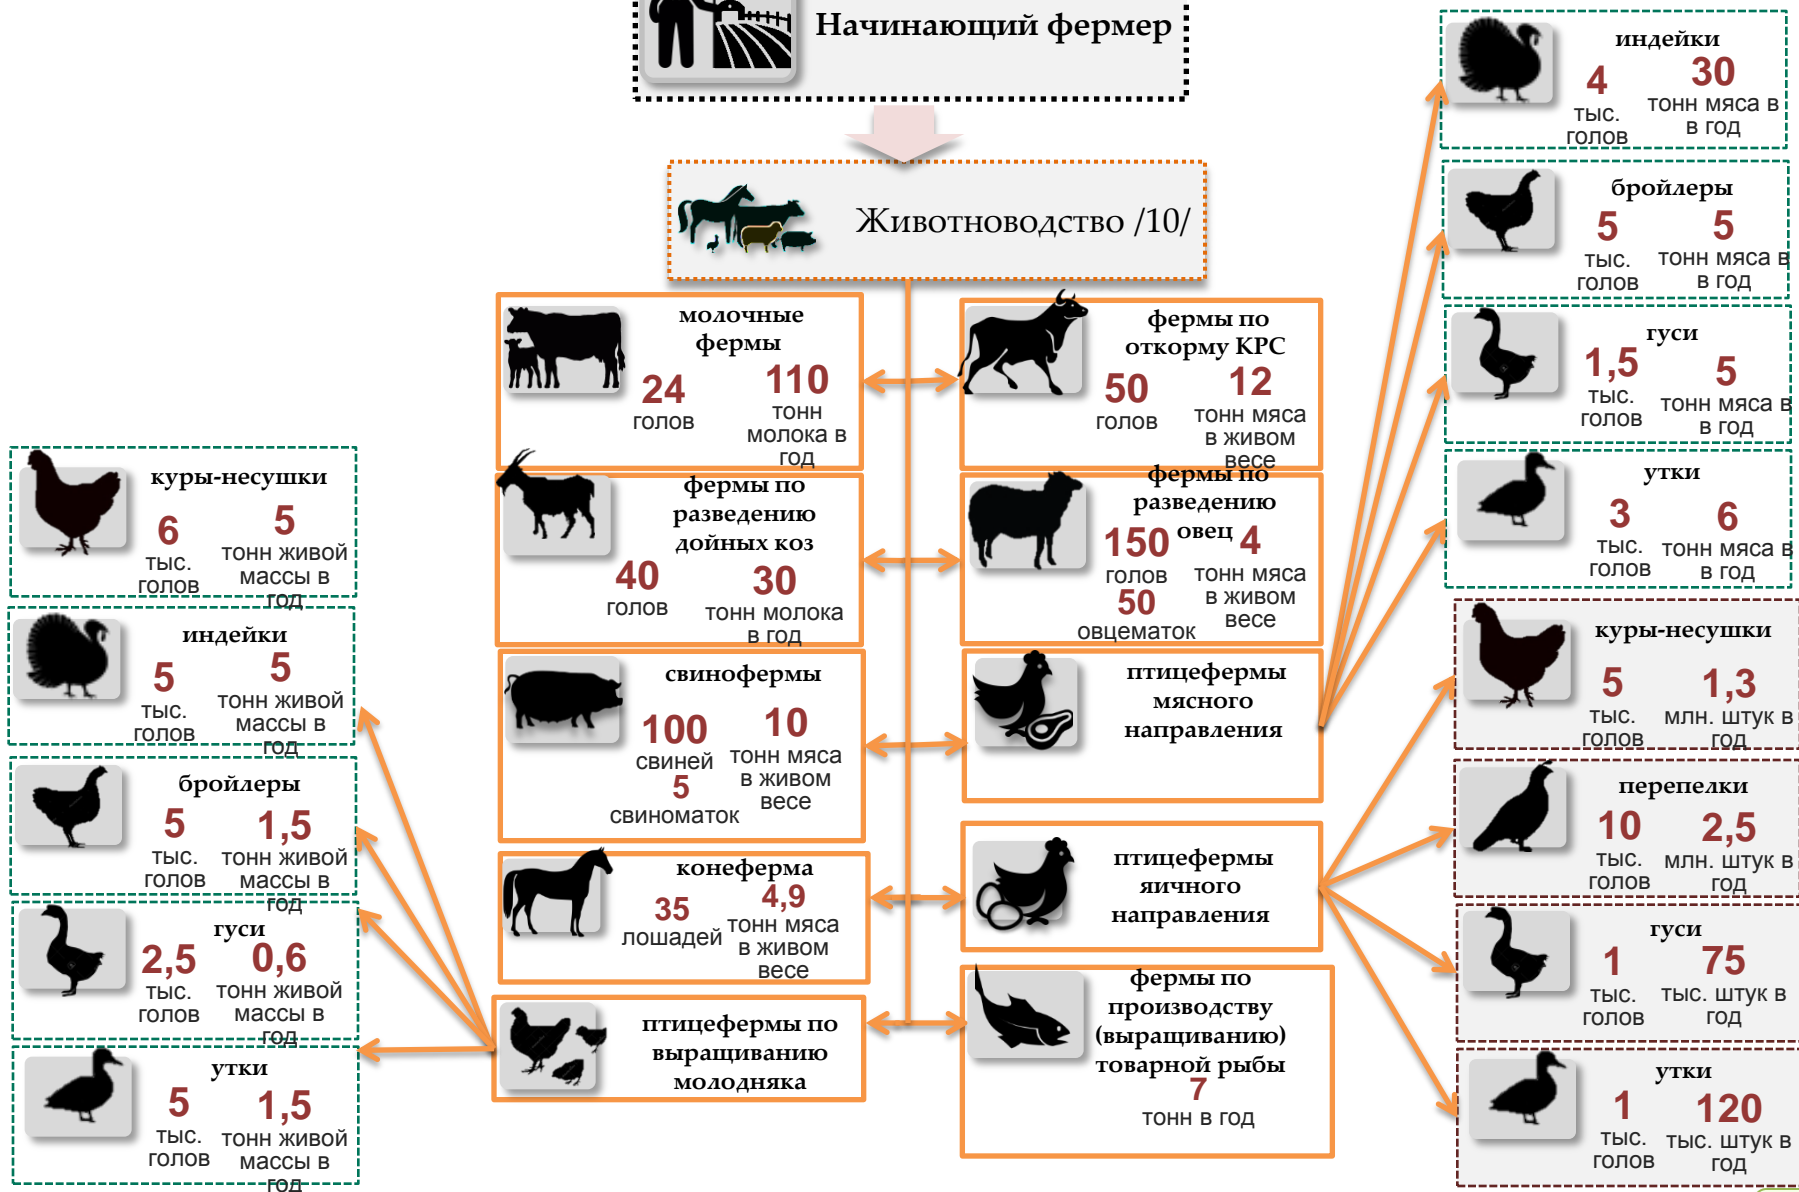 Начинающий фермер
Животноводство /10/
молочные
фермы
24
голов
110
тонн
молока в
год
фермы по
откорму КРС
50
голов
12
тонн мяса
в живом
весе
фермы по
разведению
дойных коз
40
голов
30
тонн молока
в год
фермы по
разведению
овец
150
голов
50
овцематок
4
тонн мяса
в живом
весе
свинофермы
100
свиней
5
свиноматок
10
тонн мяса
в живом
весе
птицефермы
мясного
направления
конеферма
35
лошадей
4,9
тонн мяса
в живом
весе
птицефермы
яичного
направления
птицефермы по
выращиванию
молодняка
фермы по
производству
(выращиванию)
товарной рыбы
7
тонн в год
куры-несушки
6
тыс.
голов
5
тонн живой
массы в
год
индейки
5
тыс.
голов
5
тонн живой
массы в
год
бройлеры
5
тыс.
голов
1,5
тонн живой
массы в
год
гуси
2,5
тыс.
голов
0,6
тонн живой
массы в
год
утки
5
тыс.
голов
1,5
тонн живой
массы в
год
индейки
4
тыс.
голов
30
тонн мяса в
в год
бройлеры
5
тыс.
голов
5
тонн мяса в
в год
гуси
1,5
тыс.
голов
5
тонн мяса в
в год
утки
3
тыс.
голов
6
тонн мяса в
в год
куры-несушки
5
тыс.
голов
1,3
млн. штук в
год
перепелки
10
тыс.
голов
2,5
млн. штук в
год
гуси
1
тыс.
голов
75
тыс. штук в
год
утки
1
тыс.
голов
120
тыс. штук в
год